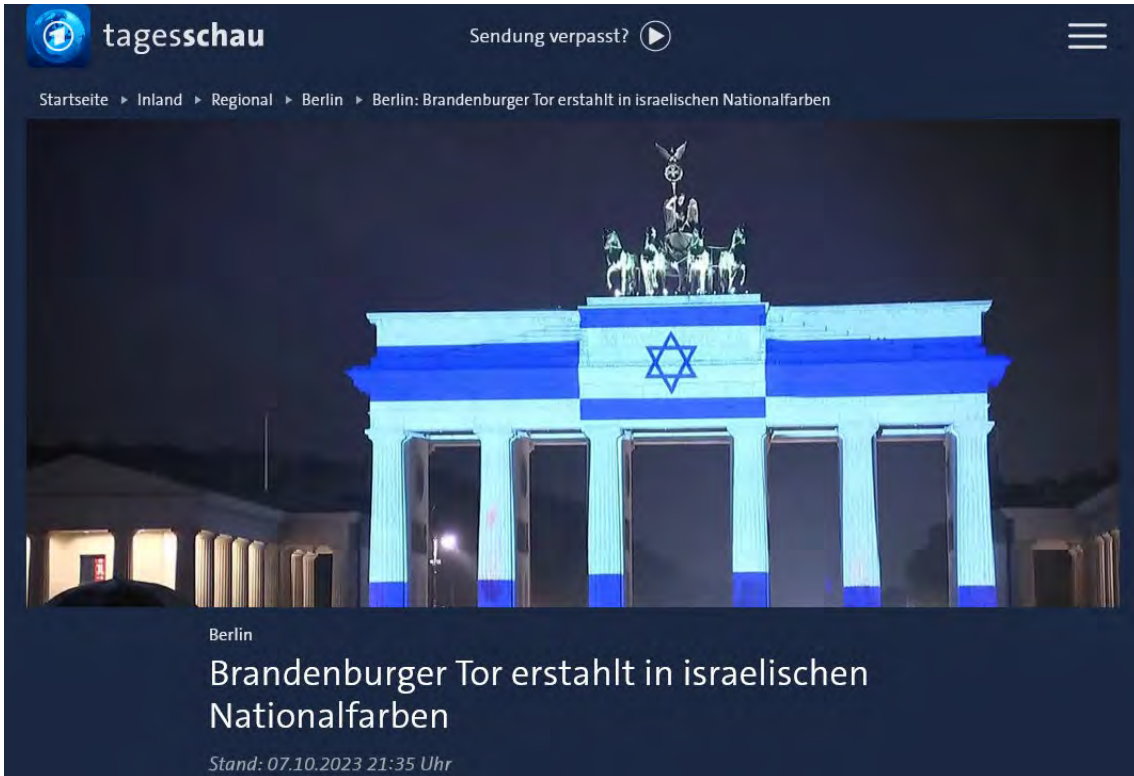 tagesschau
Sendung verpasst?
Startseite ▸ Inland ▸ Regional ▸ Berlin ▸ Berlin: Brandenburger Tor erstahlt in israelischen Nationalfarben
Berlin
Brandenburger Tor erstahlt in israelischen
Nationalfarben
Stand: 07.10.2023 21:35 Uhr